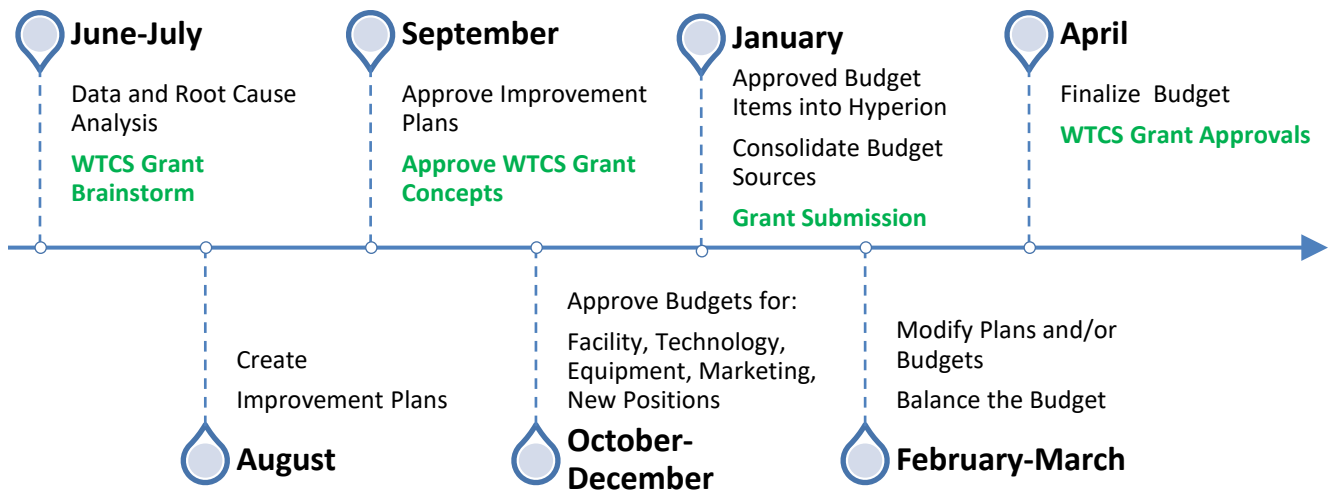 June-July
Data and Root Cause
Analysis
WTCS Grant
Brainstorm
September
Approve Improvement
Plans
Approve WTCS Grant
Concepts
January
Approved Budget
Items into Hyperion
Consolidate Budget
Sources
Grant Submission
April
Finalize Budget
WTCS Grant Approvals
Create
Improvement Plans
August
Approve Budgets for:
Facility, Technology,
Equipment, Marketing,
New Positions
October-
December
Modify Plans and/or
Budgets
Balance the Budget
February-March